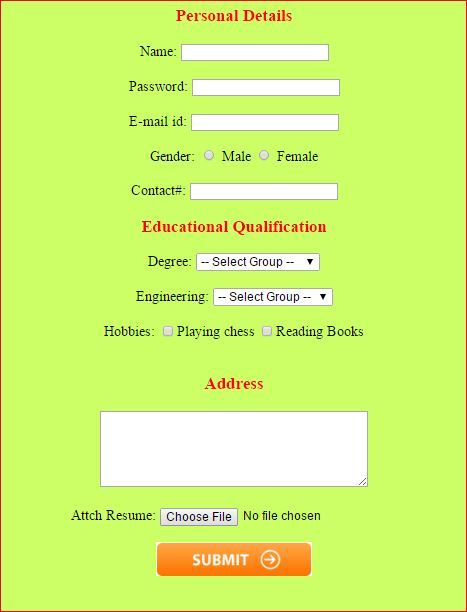 Personal Details
Name:
Password:
E-mail id:
Gender: Male Female
Contact#:
Educational Qualification
Degree: -- Select Group --
Engineering: -- Select Group --
Hobbies: Playing chess Reading Books
Address
Attch Resume: Choose File No file chosen
SUBMIT